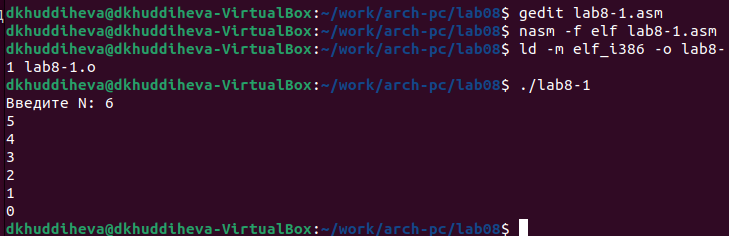 dkhuddiheva@dkhuddiheva-VirtualBox:~/work/arch-pc/lab08$ gedit lab8-1.asm
dkhuddiheva@dkhuddiheva-VirtualBox:~/work/arch-pc/lab08$ nasm -f elf lab8-1.asm
dkhuddiheva@dkhuddiheva-VirtualBox:~/work/arch-pc/lab08$ ld -m elf_i386 -o lab8-
1 lab8-1.o
dkhuddiheva@dkhuddiheva-VirtualBox:~/work/arch-pc/lab08$ ./lab8-1
Введите N: 6
5
4
3
2
1
0
dkhuddiheva@dkhuddiheva-VirtualBox:~/work/arch-pc/lab08$